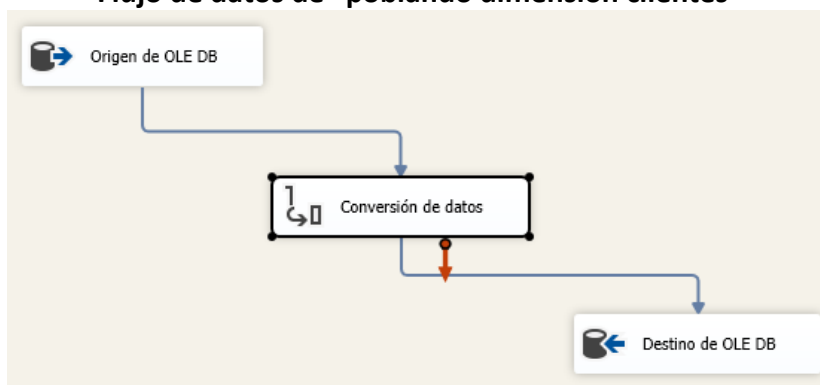 Flujo de datos de "poblando dimensión clientes"
Origen de OLE DB
Conversión de datos
Destino de OLE DB